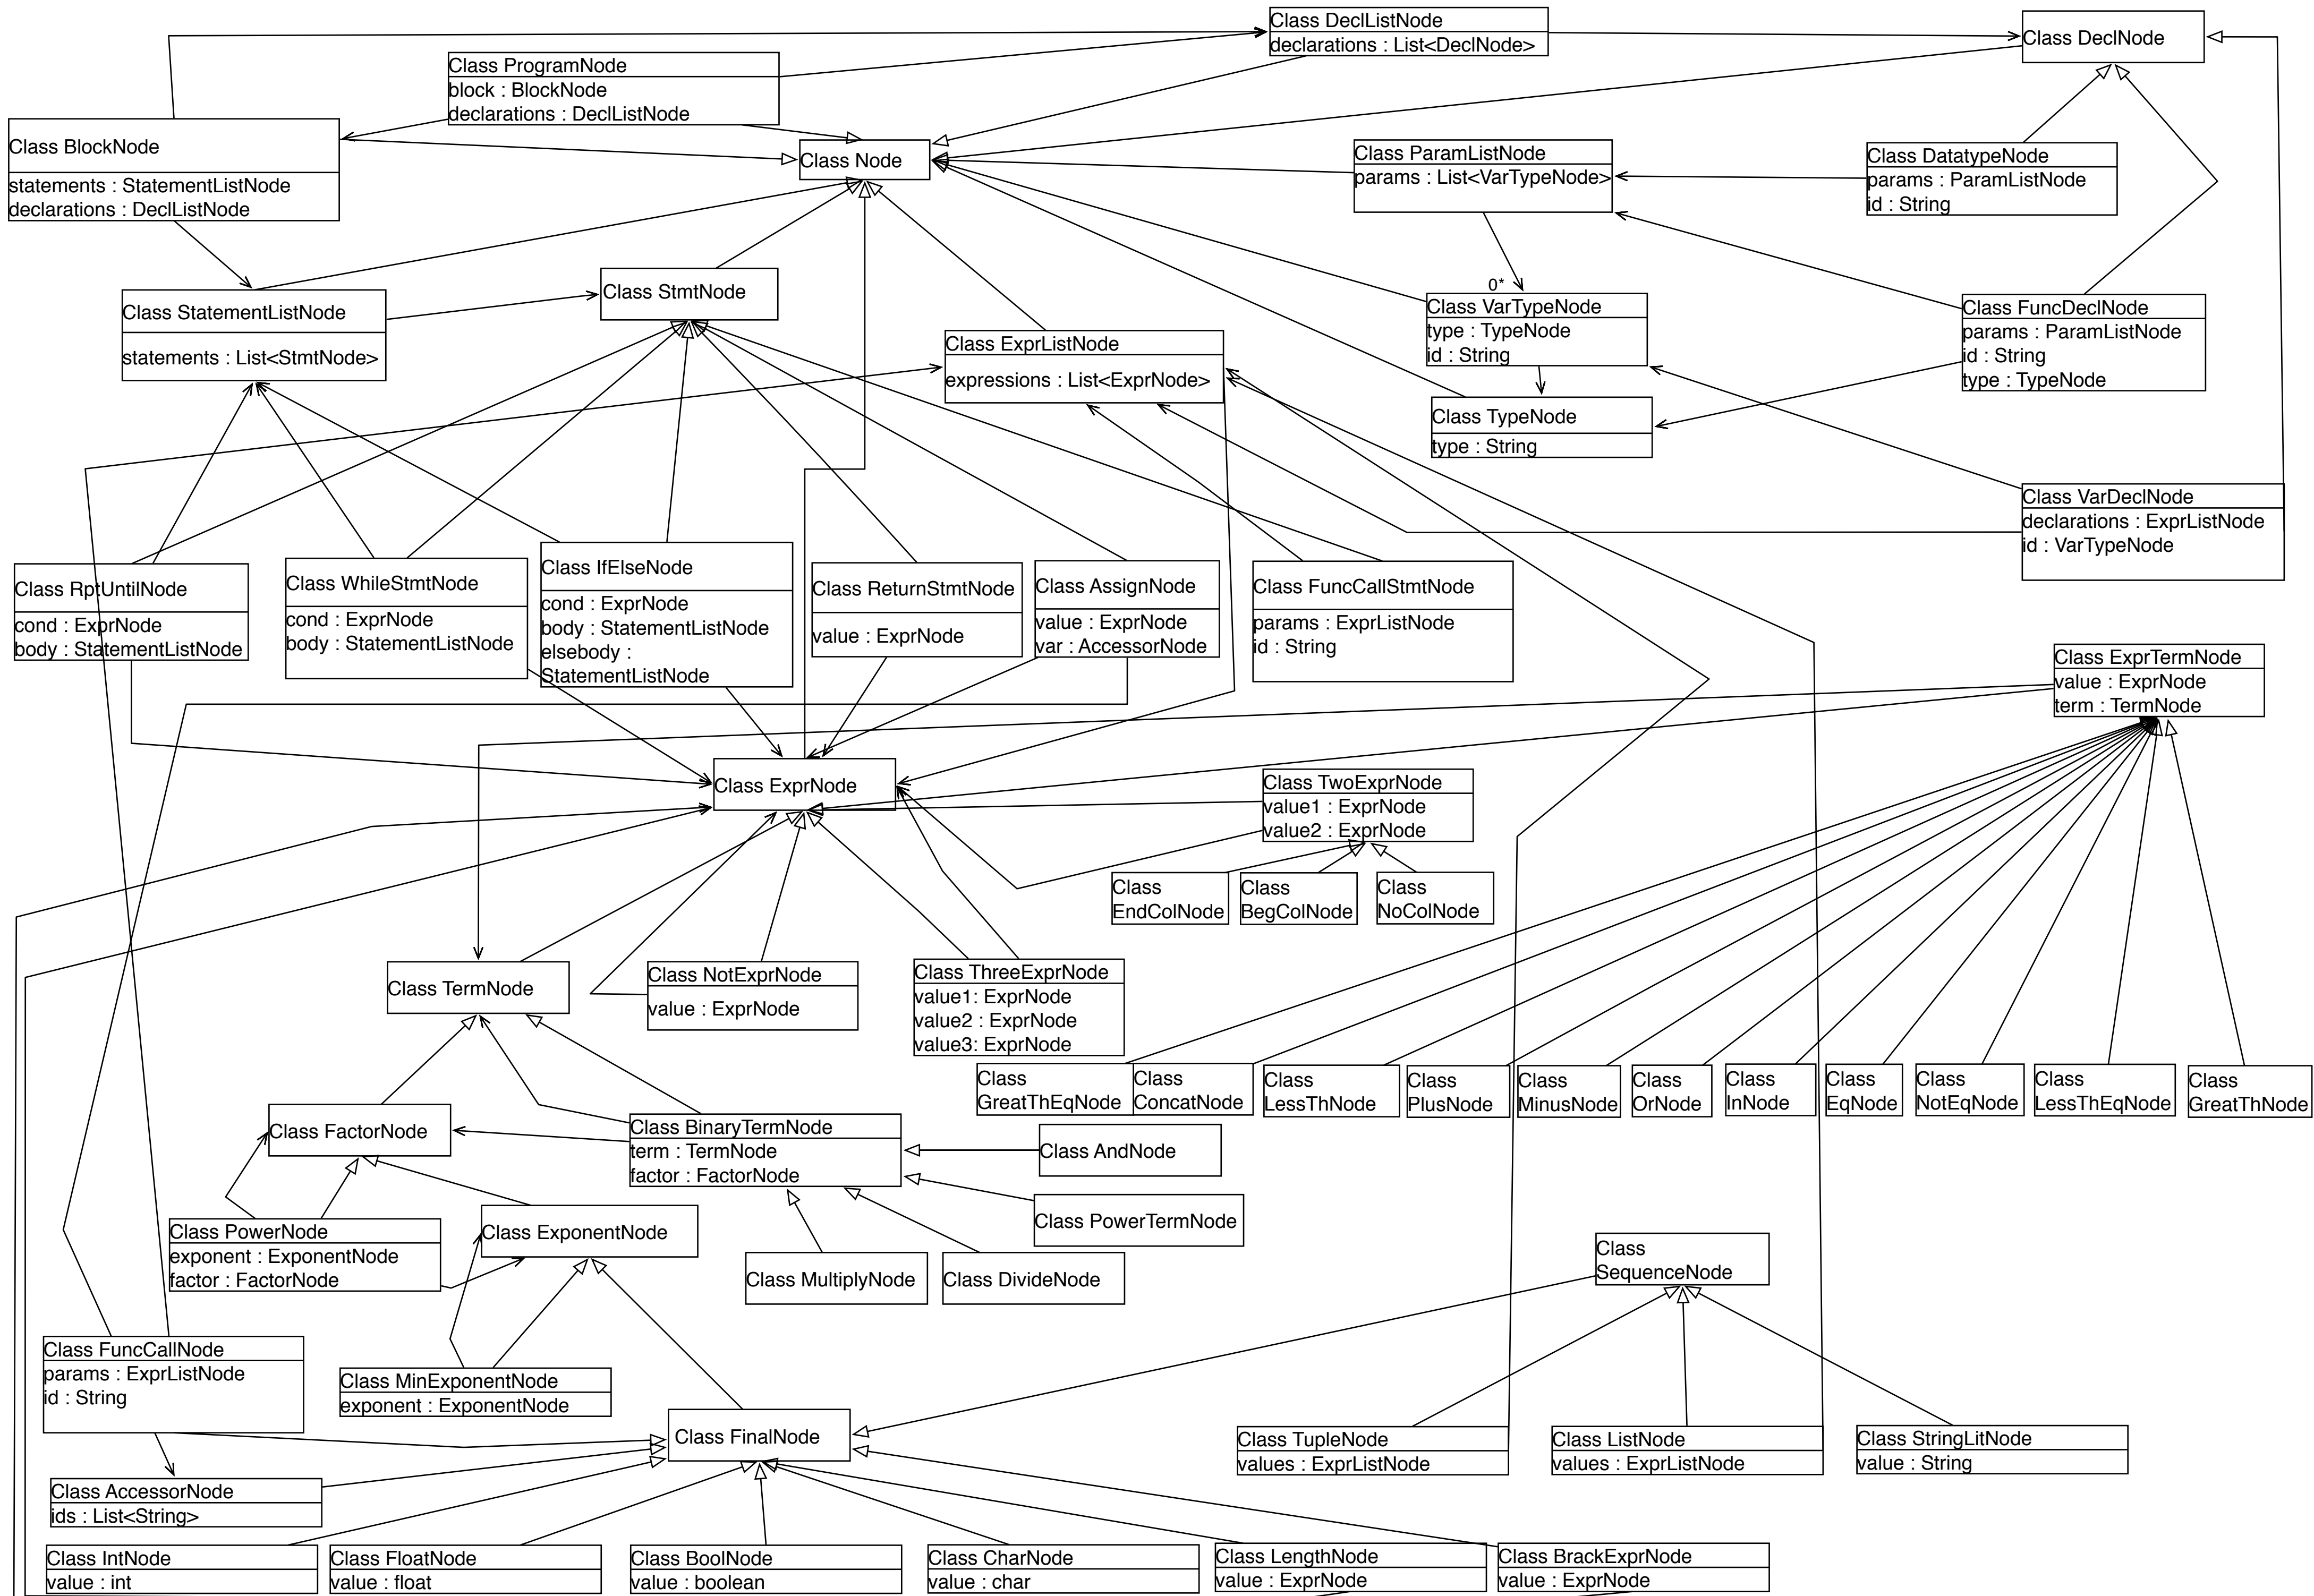 Class DeclListNode
declarations : List<DeclNode>
Class DeclNode
Class ProgramNode
block : BlockNode
declarations : DeclListNode
Class BlockNode
statements : StatementListNode
declarations : DeclListNode
Class Node
Class ParamListNode
params : List<VarTypeNode>
Class DatatypeNode
params : ParamListNode
id : String
Class StatementListNode
statements : List<StmtNode>
Class StmtNode
Class ExprListNode
expressions : List<ExprNode>
0*
Class VarTypeNode
type : TypeNode
id : String
Class FuncDeclNode
params : ParamListNode
id : String
type : TypeNode
Class TypeNode
type : String
Class VarDeclNode
declarations : ExprListNode
id : VarTypeNode
Class RptUntilNode
cond : ExprNode
body : StatementListNode
Class WhileStmtNode
cond : ExprNode
body : StatementListNode
Class IfElseNode
cond : ExprNode
body : StatementListNode
elsebody :
StatementListNode
Class ReturnStmtNode
value : ExprNode
Class AssignNode
value : ExprNode
var : AccessorNode
Class FuncCallStmtNode
params : ExprListNode
id : String
Class ExprTermNode
value : ExprNode
term : TermNode
Class ExprNode
Class TwoExprNode
value1 : ExprNode
value2 : ExprNode
Class
EndColNode
Class
BegColNode
Class
NoColNode
Class TermNode
Class NotExprNode
value : ExprNode
Class ThreeExprNode
value1: ExprNode
value2 : ExprNode
value3: ExprNode
Class
GreatThEqNode
Class
ConcatNode
Class
LessThNode
Class
PlusNode
Class
MinusNode
Class
OrNode
Class
InNode
Class
EqNode
Class
NotEqNode
Class
LessThEqNode
Class
GreatThNode
Class FactorNode
Class BinaryTermNode
term : TermNode
factor : FactorNode
Class AndNode
Class PowerTermNode
Class PowerNode
exponent : ExponentNode
factor : FactorNode
Class ExponentNode
Class MultiplyNode
Class DivideNode
Class
SequenceNode
Class FuncCallNode
params : ExprListNode
id : String
Class MinExponentNode
exponent : ExponentNode
Class FinalNode
Class TupleNode
values : ExprListNode
Class ListNode
values : ExprListNode
Class StringLitNode
value : String
Class AccessorNode
ids : List<String>
Class IntNode
value : int
Class FloatNode
value : float
Class BoolNode
value : boolean
Class CharNode
value : char
Class LengthNode
value : ExprNode
Class BrackExprNode
value : ExprNode